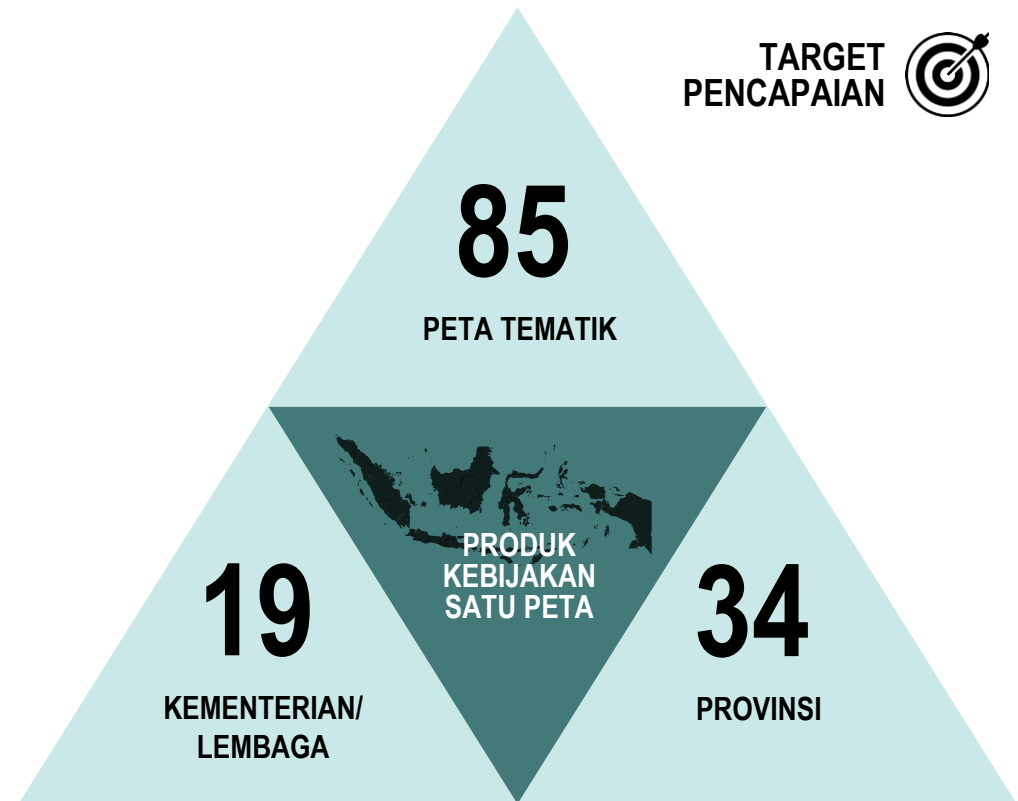 TARGET
PENCAPAIAN
85
PETA TEMATIK
PRODUK
KEBIJAKAN
SATU PETA
19
KEMENTERIAN/
LEMBAGA
34
PROVINSI